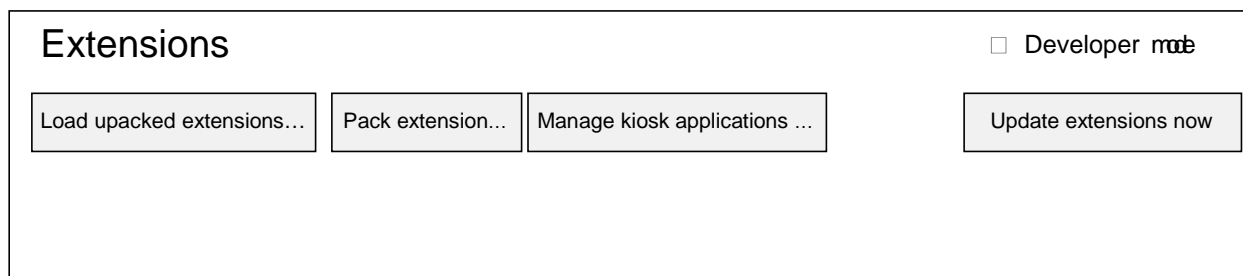 Extensions
Developer mode
Load upacked extensions…
Pack extension...
Manage kiosk applications ...
Update extensions now